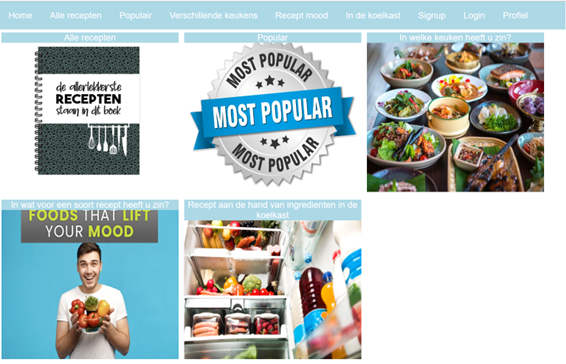 Home Alle recepten Populair Verschillende keukens Recept mood In de koelkast Signup Login Profiel
Alle recepten
Popular
In welke keuken heeft u zin?
de allerlekkerste
RECEPTEN
staan in dit boek
MOST POPULAR
MOST POPULAR
MOST POPULAR
In wat voor een soort recept heeft u zin?
Recept aan de hand van ingredienten in de
koelkast
FOODS THAT LIFT
YOUR MOOD